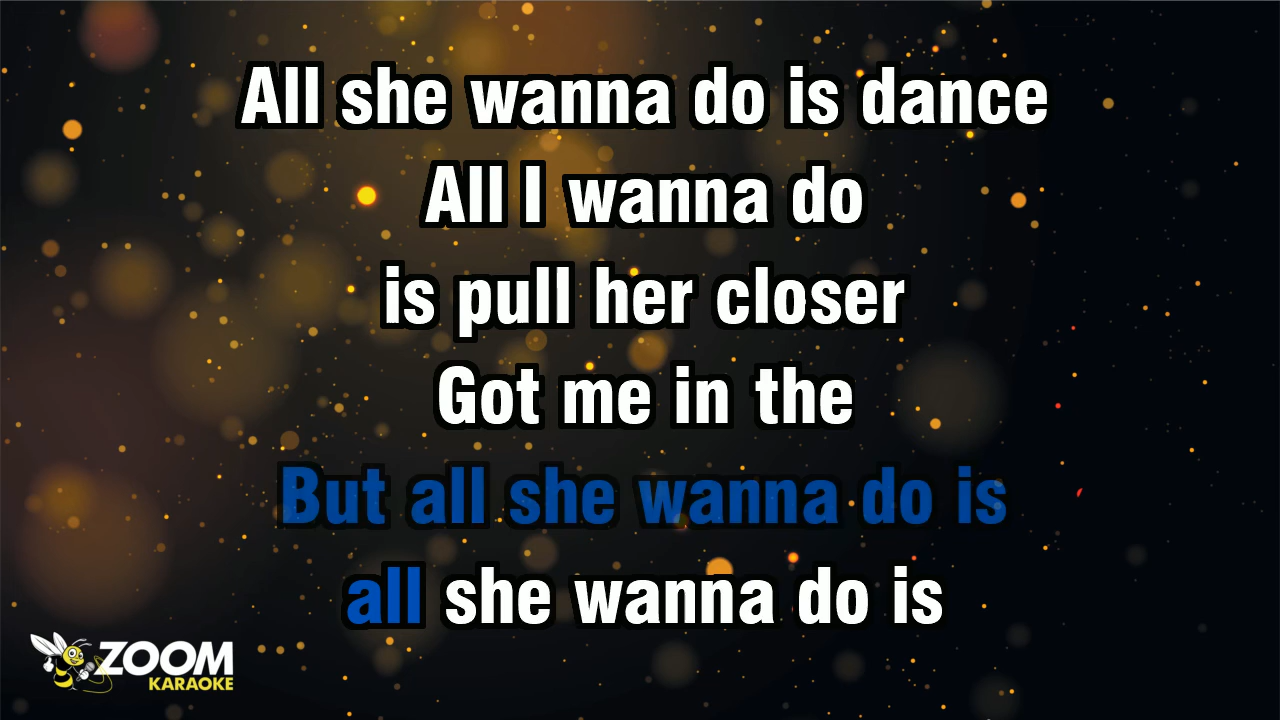 All she wanna do is dance
All I wanna do
is pull her closer
Got me in the
But all she wanna do is
all she wanna do is
ZOOM
KARAOKE